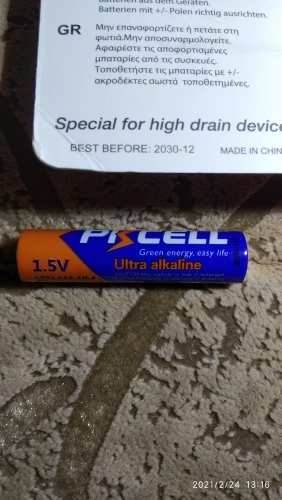 Batterien aus dem Geräten.
Batterien mit +/- Polen richtig ausrichten.
GR Μην επαναφορτίζετε ή πετάτε στη
φωτιά.Μην αποσυναρμολογείτε.
Αφαιρέστε τις αποφορτισμένες
μπαταρίες από τις συσκευές.
Τοποθετήστε τις μπαταρίες με +/-
ακροδέκτες σωστά τοποθετημένες.
Special for high drain device
BEST BEFORE: 2030-12 MADE IN CHIN
PKCELL
Green energy, easy life
1.5V Ultra alkaline
2021/2/24 13:16